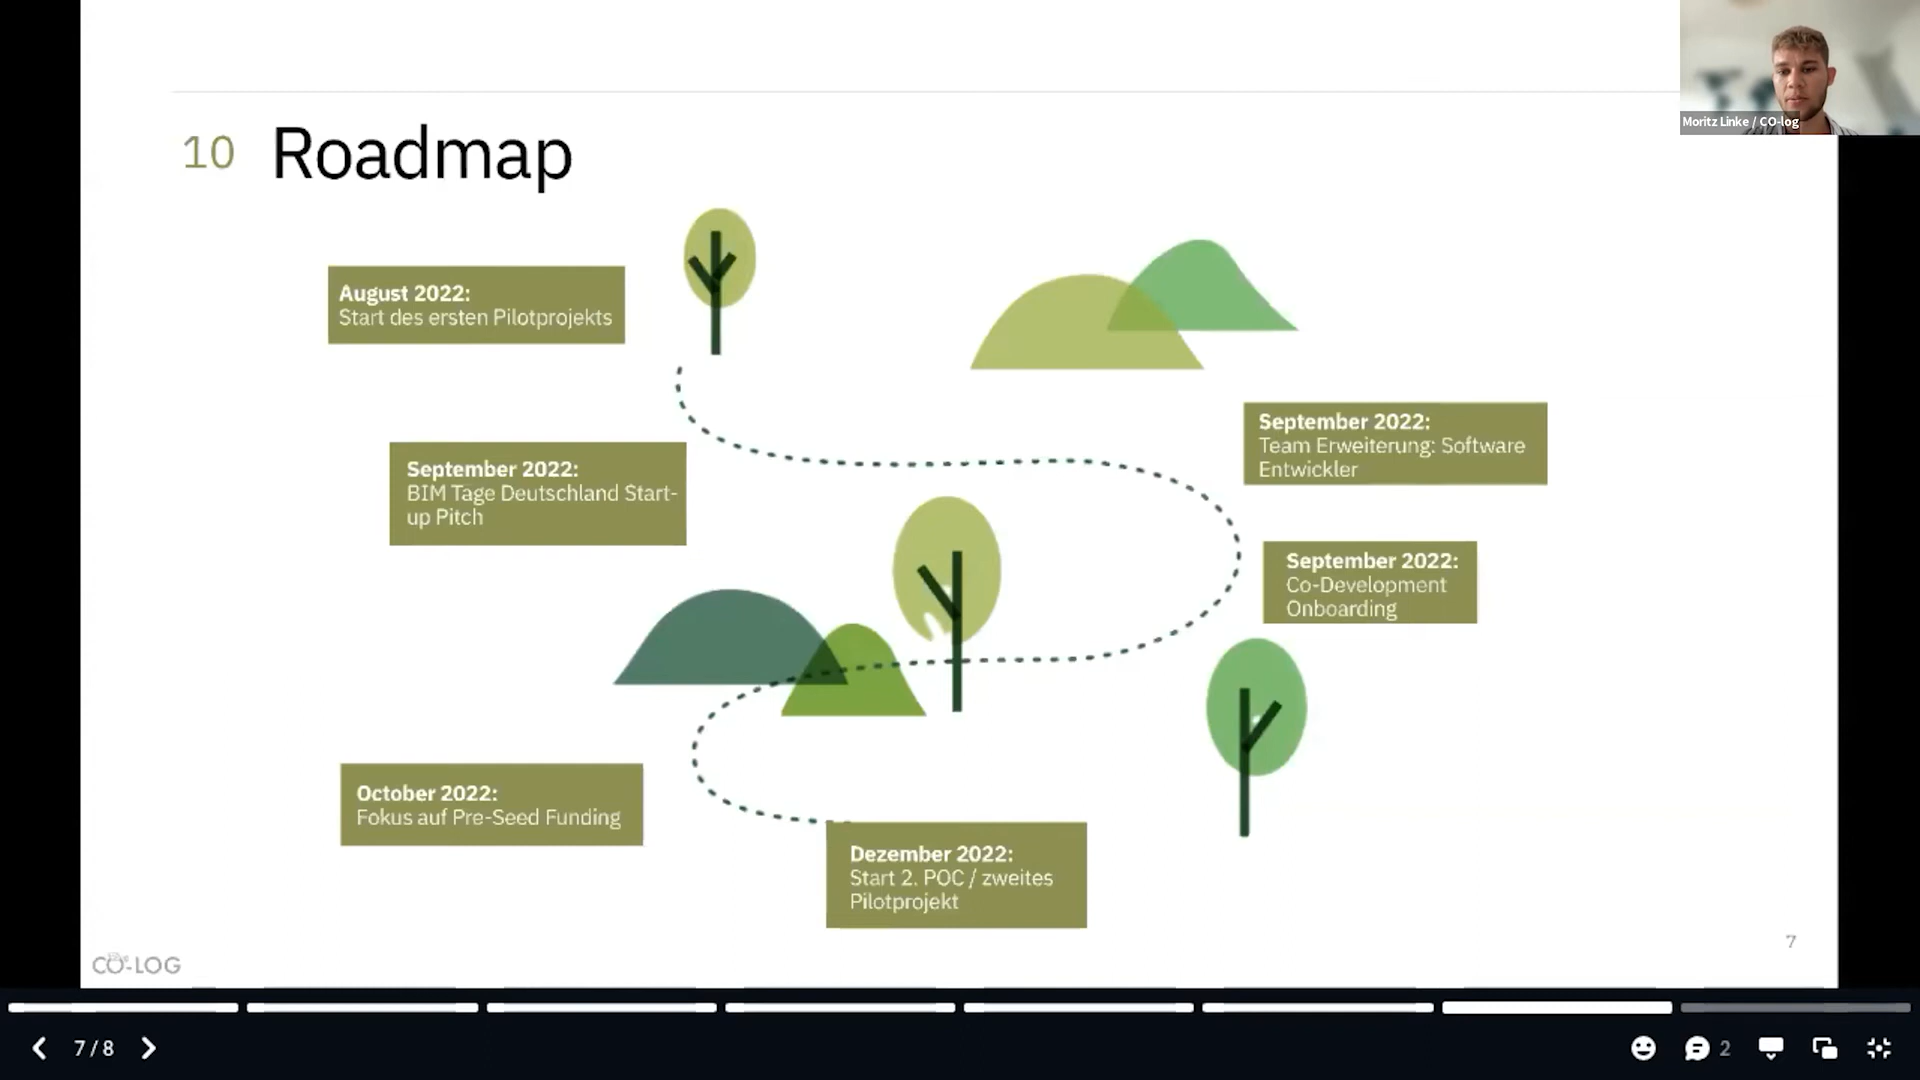 Moritz Linke / CO-log
10 Roadmap
August 2022:
Start des ersten Pilotprojekts
September 2022:
Team Erweiterung: Software
Entwickler
September 2022:
BIM Tage Deutschland Start-
up Pitch
September 2022:
Co-Development
Onboarding
October 2022:
Fokus auf Pre-Seed Funding
Dezember 2022:
Start 2. POC / zweites
Pilotprojekt
7
CO-LOG
7 / 8
2